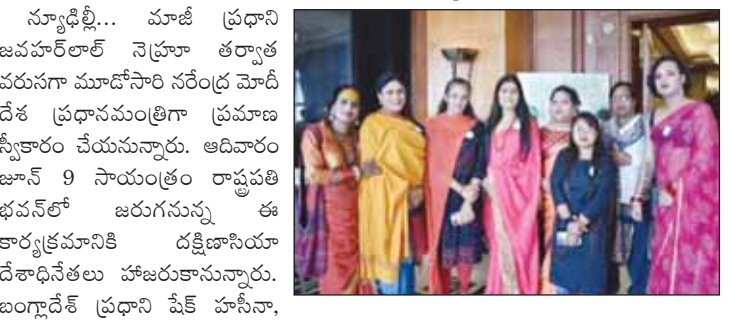 న్యూఢిల్లీ... మాజీ ప్రధాని
జవహర్‌లాల్ నెహ్రూ తర్వాత
వరుసగా మూడోసారి నరేంద్ర మోదీ
దేశ ప్రధానమంత్రిగా ప్రమాణ
స్వీకారం చేయనున్నారు. ఆదివారం
జూన్ 9 సాయంత్రం రాష్ట్రపతి
భవన్‌లో జరుగనున్న ఈ
కార్యక్రమానికి దక్షిణాసియా
దేశాధినేతలు హాజరుకానున్నారు.
బంగ్లాదేశ్ ప్రధాని షేక్ హసీనా,